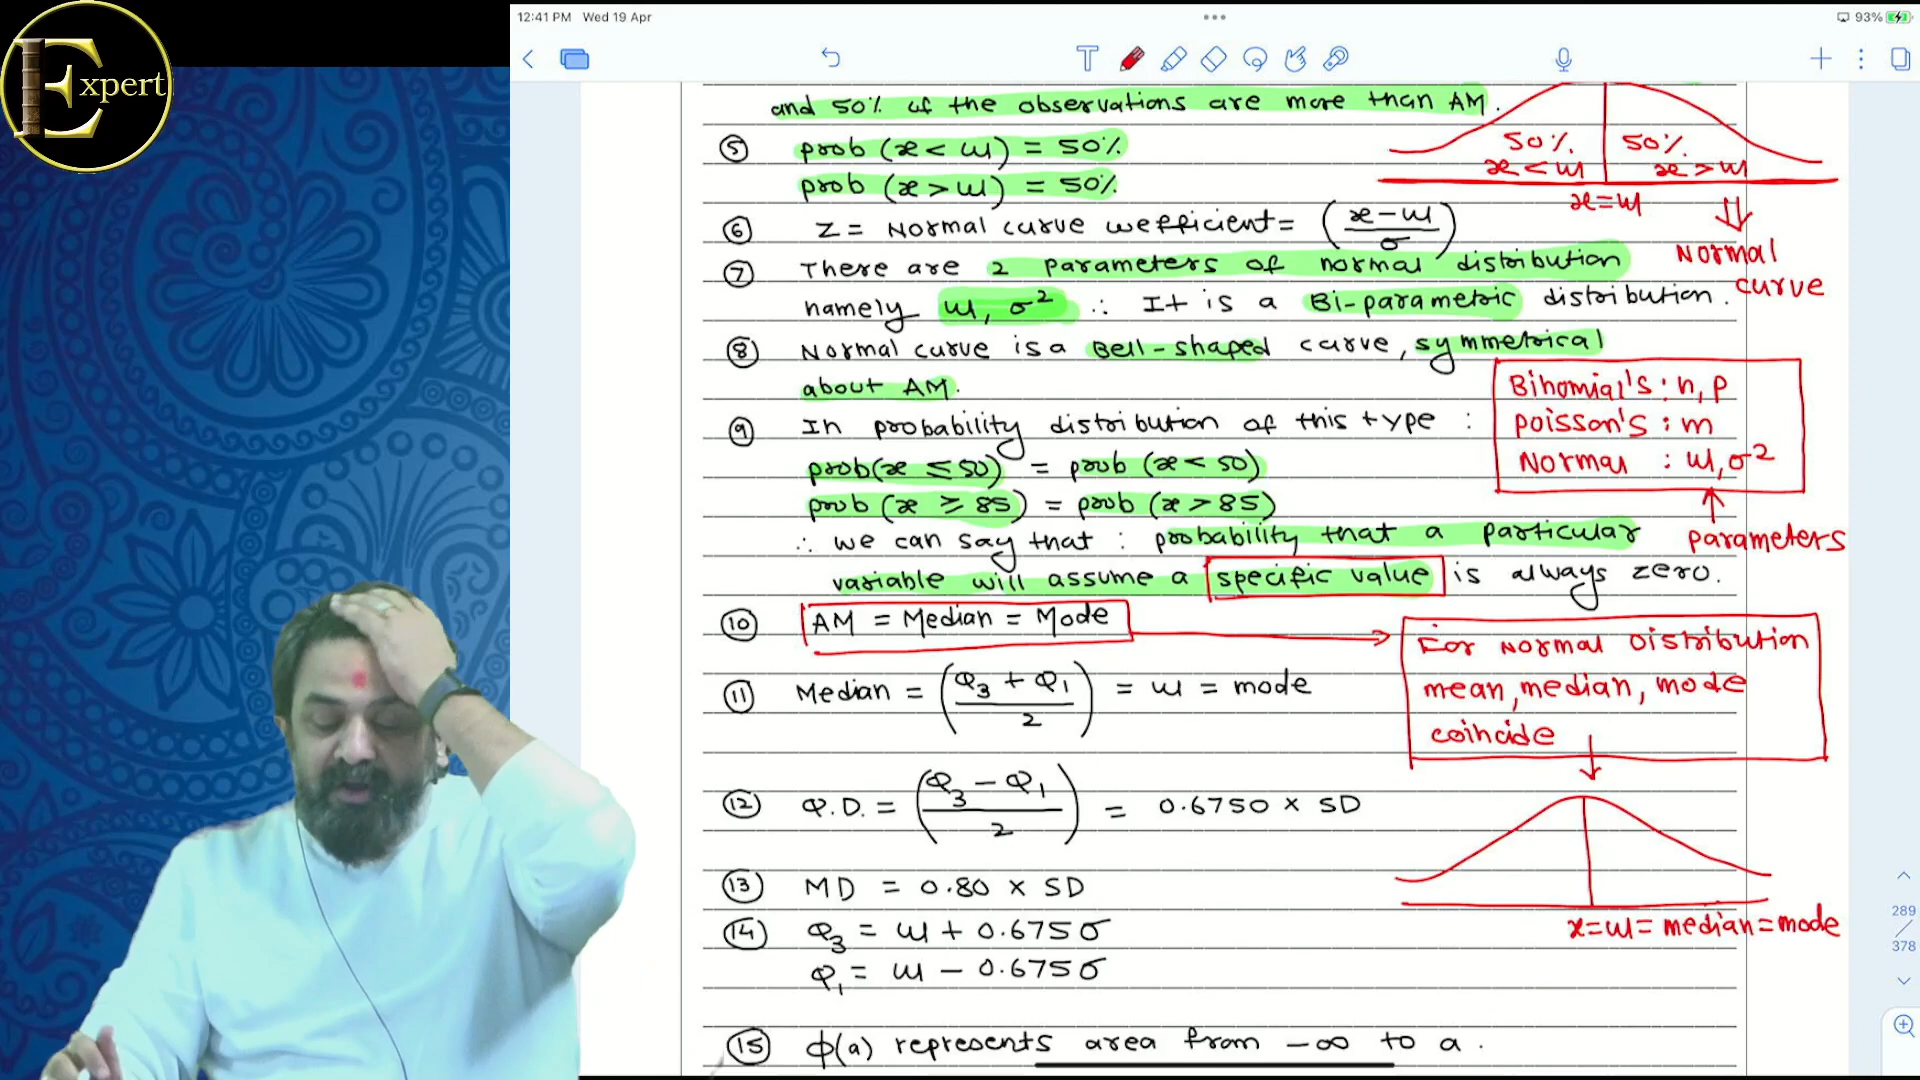 Expert
12:41 PM Wed 19 Apr
93%
and 50% of the observations are more than AM.
⑤ prob (x < µ) = 50%
prob (x > µ) = 50%
50% 50%
x < µ x > µ
x = µ
Normal
curve
⑥ Z = Normal curve coefficient = (x − µ / σ)
⑦ There are 2 parameters of normal distribution
namely µ, σ² ∴ It is a Bi-parametric distribution.
⑧ Normal curve is a Bell-shaped curve, symmetrical
about AM.
Binomial's : n, p
Poisson's : m
Normal : µ, σ²
parameters
⑨ In probability distribution of this type :
prob (x ≤ 50) = prob (x < 50)
prob (x ≥ 85) = prob (x > 85)
∴ we can say that : probability that a particular
variable will assume a specific value is always zero.
⑩ AM = Median = Mode
For Normal Distribution
mean, median, mode
coincide
⑪ Median = (Q₃ + Q₁ / 2) = µ = mode
⑫ Q.D. = (Q₃ − Q₁ / 2) = 0.6750 × SD
⑬ MD = 0.80 × SD
x = µ = median = mode
⑭ Q₃ = µ + 0.675σ
Q₁ = µ − 0.675σ
⑮ φ(a) represents area from −∞ to a.
289
378